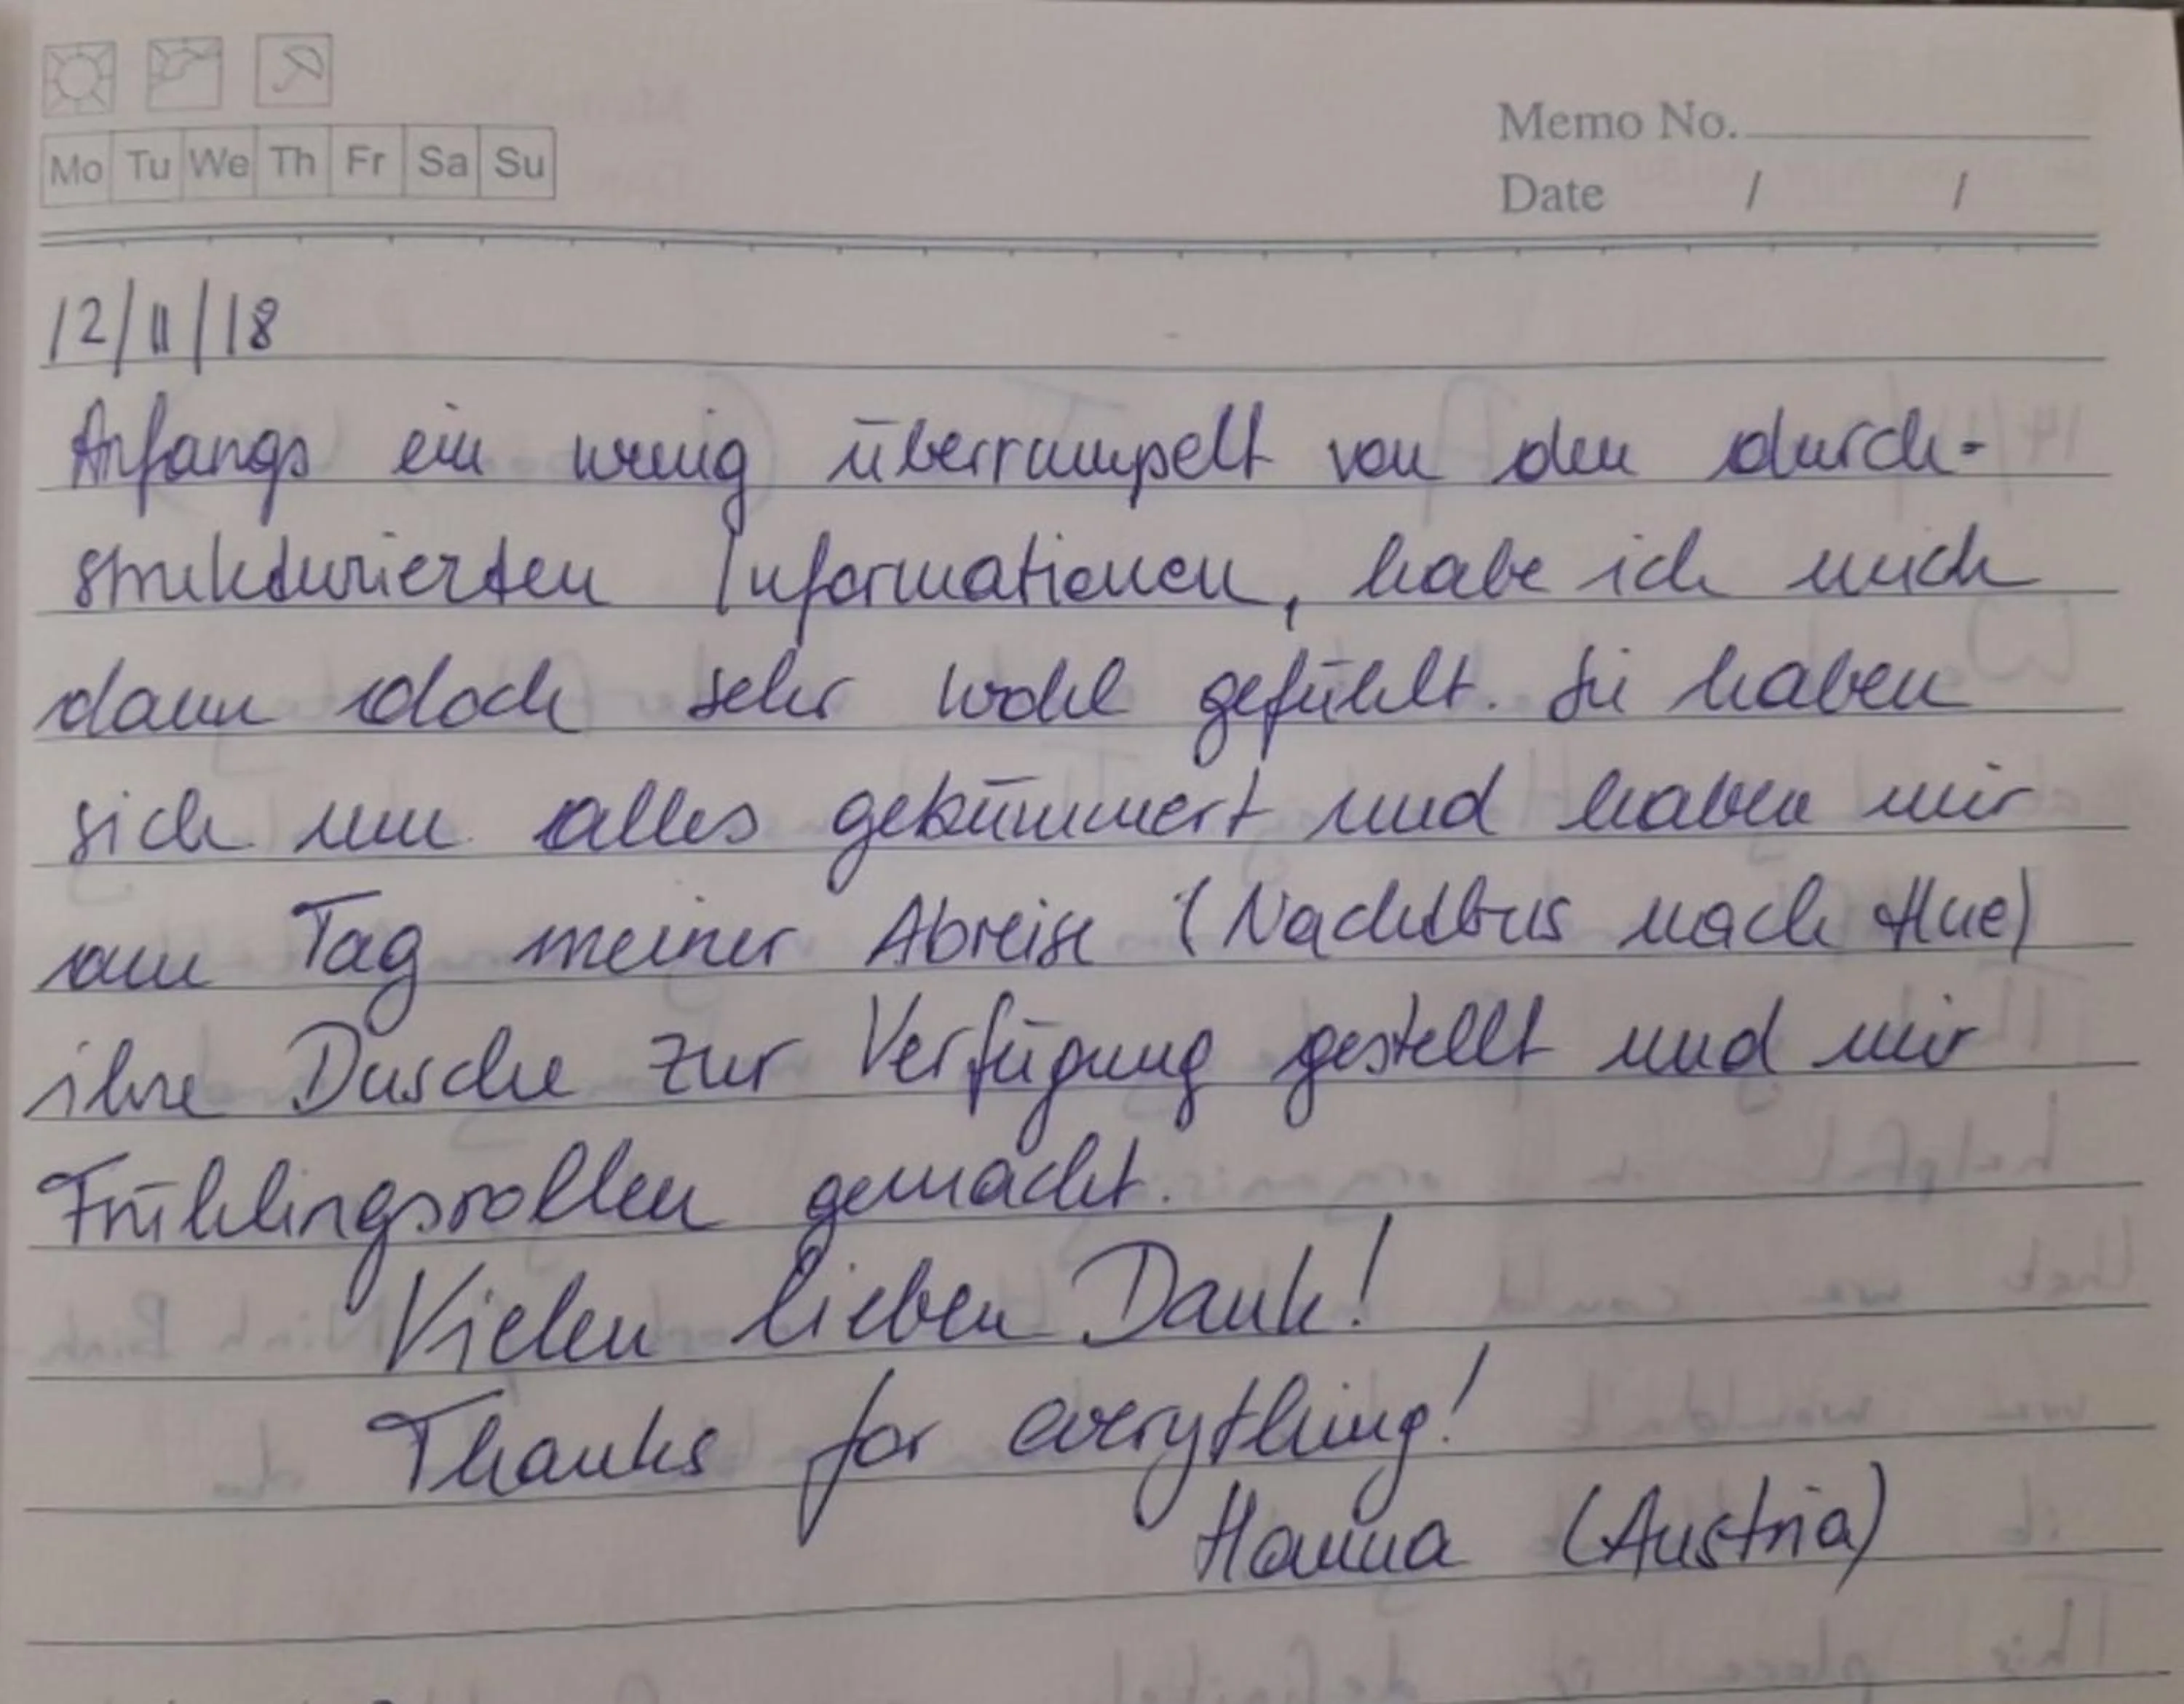 Mo Tu We Th Fr Sa Su
Memo No.
Date / /
12/11/18
Anfangs ein wenig überrumpelt von den durch-
strukturierten Informationen, habe ich mich
dann doch sehr wohl gefühlt. Sie haben
sich um alles gekümmert und haben mir
am Tag meiner Abreise (Nachtbus nach Hue)
ihre Dusche zur Verfügung gestellt und mir
Frühlingsrollen gemacht.
Vielen lieben Dank!
Thanks for everything!
Hanna (Austria)